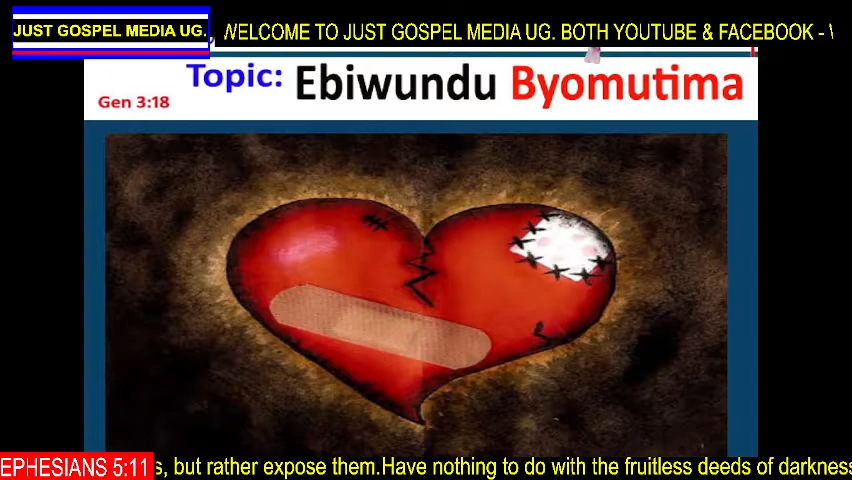 JUST GOSPEL MEDIA UG.
, WELCOME TO JUST GOSPEL MEDIA UG. BOTH YOUTUBE & FACEBOOK -
Topic: Ebiwundu Byomutima
Gen 3:18
EPHESIANS 5:11
s, but rather expose them.Have nothing to do with the fruitless deeds of darkness